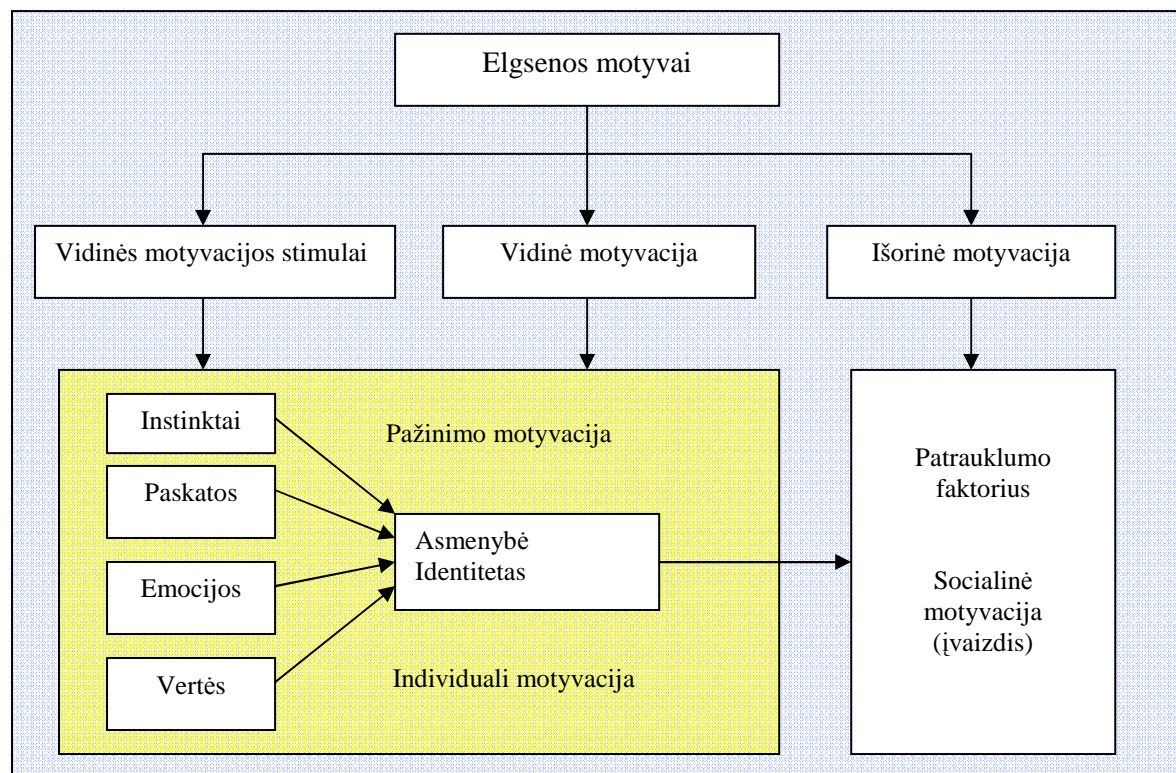 Elgsenos motyvai
Vidinės motyvacijos stimulai
Vidinė motyvacija
Išorinė motyvacija
Instinktai
Paskatos
Emocijos
Vertės
Pažinimo motyvacija
Asmenybė
Identitetas
Individuali motyvacija
Patrauklumo
faktorius
Socialinė
motyvacija
(įvaizdis)